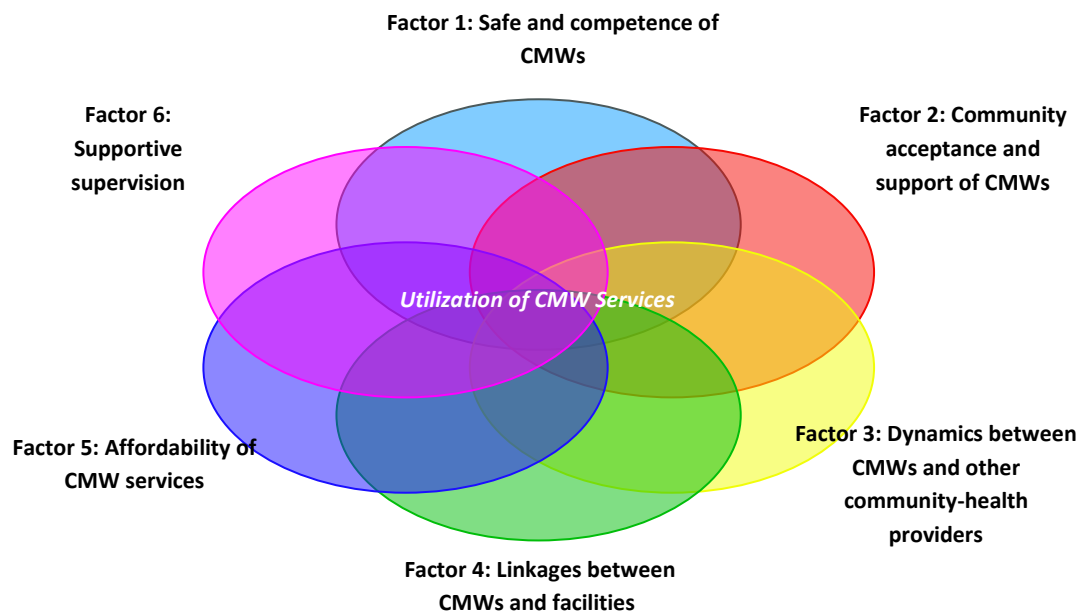 Factor 1: Safe and competence of
CMWs
Factor 6:
Supportive
supervision
Factor 2: Community
acceptance and
support of CMWs
Utilization of CMW Services
Factor 5: Affordability of
CMW services
Factor 3: Dynamics between
CMWs and other
community-health
providers
Factor 4: Linkages between
CMWs and facilities